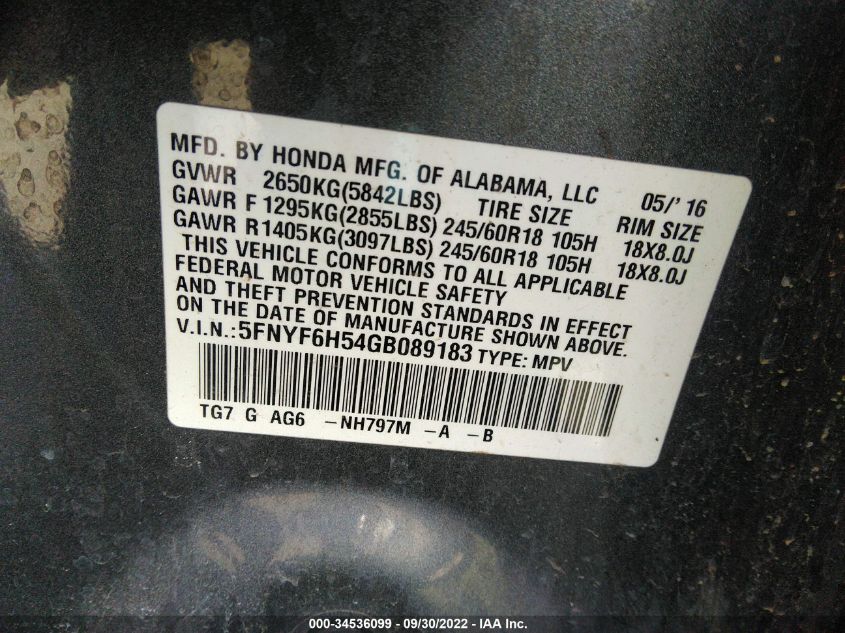 MFD. BY HONDA MFG. OF ALABAMA, LLC 05/' 16
GVWR 2650KG(5842LBS) TIRE SIZE RIM SIZE
GAWR F 1295KG(2855LBS) 245/60R18 105H 18X8.0J
GAWR R1405KG(3097LBS) 245/60R18 105H 18X8.0J
THIS VEHICLE CONFORMS TO ALL APPLICABLE
FEDERAL MOTOR VEHICLE SAFETY
AND THEFT PREVENTION STANDARDS IN EFFECT
ON THE DATE OF MANUFACTURE SHOWN ABOVE.
V.I.N.:5FNYF6H54GB089183 TYPE: MPV
TG7 G AG6 -NH797M -A -B
000-34536099 - 09/30/2022 - IAA Inc.